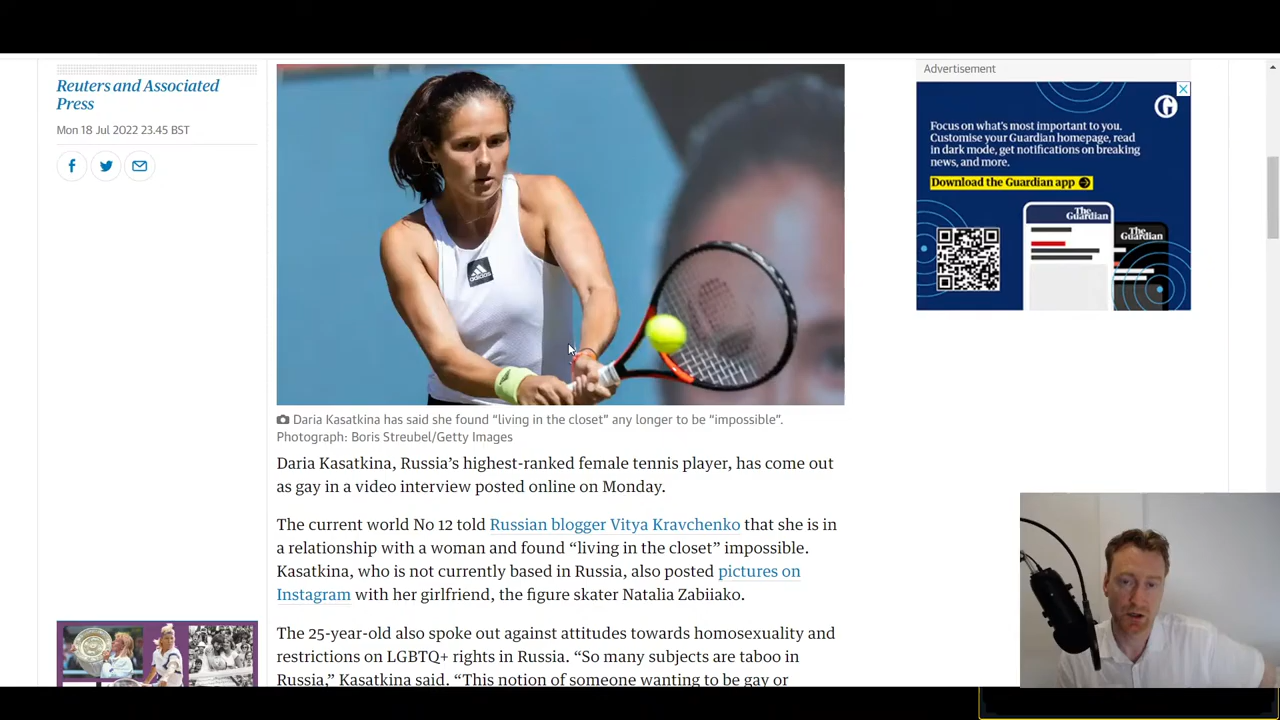 Reuters and Associated
Press
Mon 18 Jul 2022 23.45 BST
adidas
Daria Kasatkina has said she found “living in the closet” any longer to be “impossible”.
Photograph: Boris Streubel/Getty Images
Daria Kasatkina, Russia’s highest-ranked female tennis player, has come out
as gay in a video interview posted online on Monday.
The current world No 12 told Russian blogger Vitya Kravchenko that she is in
a relationship with a woman and found “living in the closet” impossible.
Kasatkina, who is not currently based in Russia, also posted pictures on
Instagram with her girlfriend, the figure skater Natalia Zabiiako.
The 25-year-old also spoke out against attitudes towards homosexuality and
restrictions on LGBTQ+ rights in Russia. “So many subjects are taboo in
Russia,” Kasatkina said. “This notion of someone wanting to be gay or
Advertisement
Focus on what’s most important to you.
Customise your Guardian homepage, read
in dark mode, get notifications on breaking
news, and more.
Download the Guardian app
The
Guardian
The
Guardian